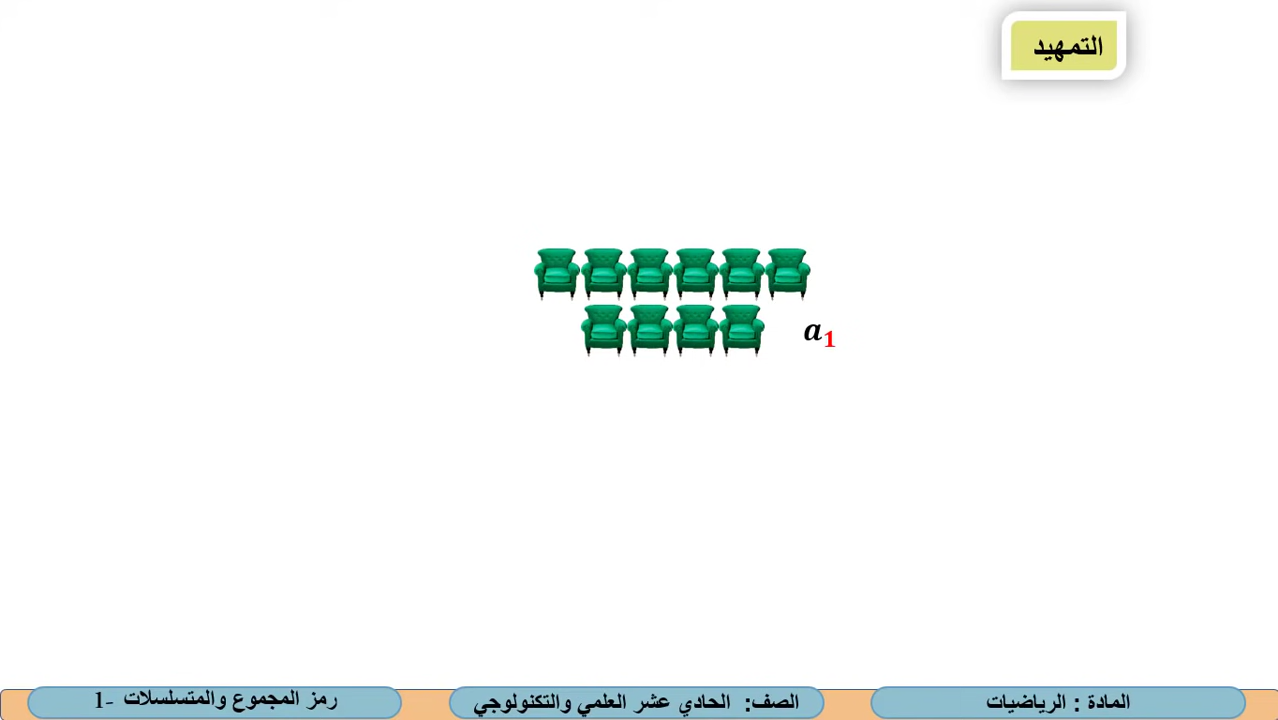 التمهيد
a₁
المادة : الرياضيات
الصف: الحادي عشر العلمي والتكنولوجي
رمز المجموع والمتسلسلات -1